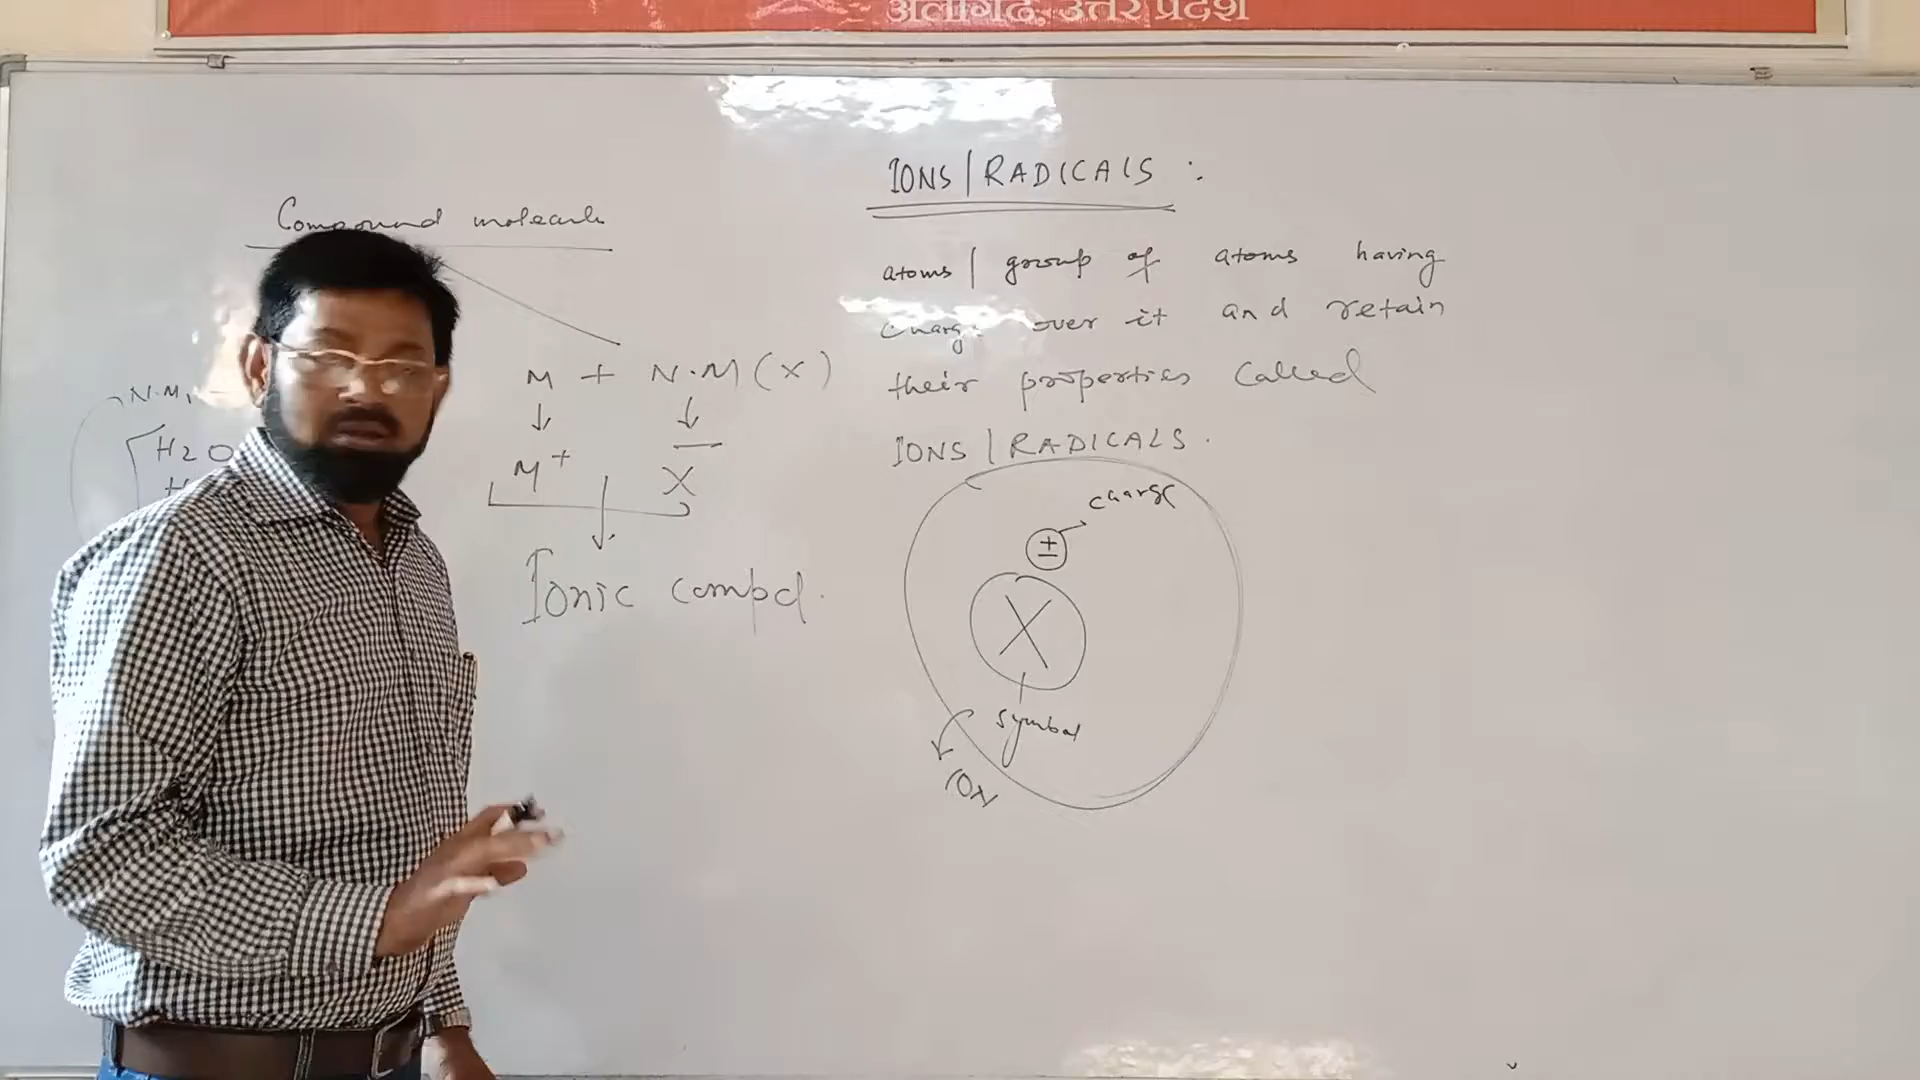 अलीगढ़, उत्तर प्रदेश
Compound molecule
N.M,
H2O
M + N.M (X)
↓ ↓
M+ X-
↓
Ionic compd.
IONS | RADICALS :
atoms | group of atoms having
charge over it and retain
their properties called
IONS | RADICALS.
charge
±
X
symbol
ION